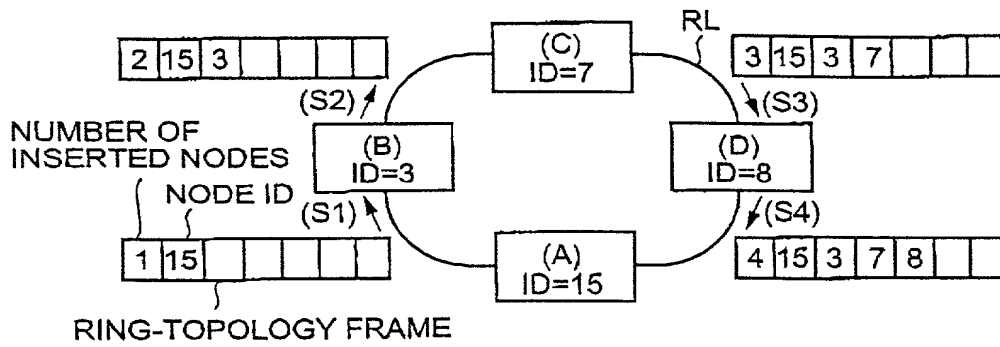 2 15 3
(C)
ID=7
RL
3 15 3 7
(S2)
(S3)
NUMBER OF
INSERTED NODES
(B)
ID=3
(D)
ID=8
NODE ID
(S1)
(S4)
1 15
(A)
ID=15
4 15 3 7 8
RING-TOPOLOGY FRAME